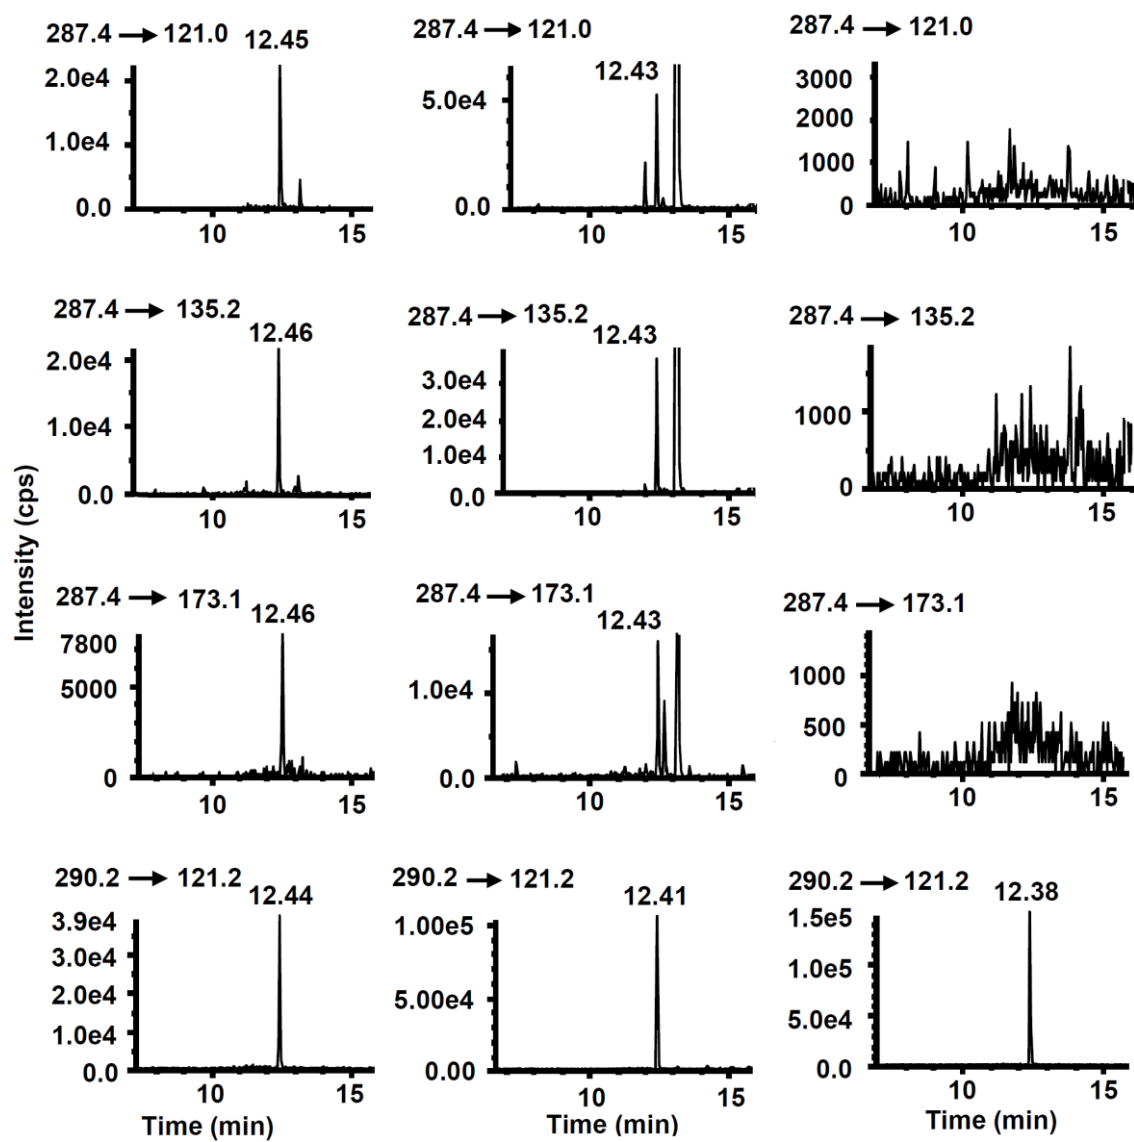 287.4 → 121.0 12.45
2.0e4
1.0e4
0.0
10 15
287.4 → 121.0
12.43
5.0e4
0.0
10 15
287.4 → 121.0
3000
2000
1000
0
10 15
287.4 → 135.2
12.46
2.0e4
1.0e4
0.0
10 15
287.4 → 135.2
12.43
3.0e4
2.0e4
1.0e4
0.0
10 15
287.4 → 135.2
1000
0
10 15
Intensity (cps)
287.4 → 173.1
12.46
7800
5000
0
10 15
287.4 → 173.1
12.43
1.0e4
0.0
10 15
287.4 → 173.1
1000
500
0
10 15
290.2 → 121.2
12.44
3.9e4
3.0e4
2.0e4
1.0e4
0.0
10 15
Time (min)
290.2 → 121.2
12.41
1.00e5
5.00e4
0.00
10 15
Time (min)
290.2 → 121.2
12.38
1.5e5
1.0e5
5.0e4
0.0
10 15
Time (min)